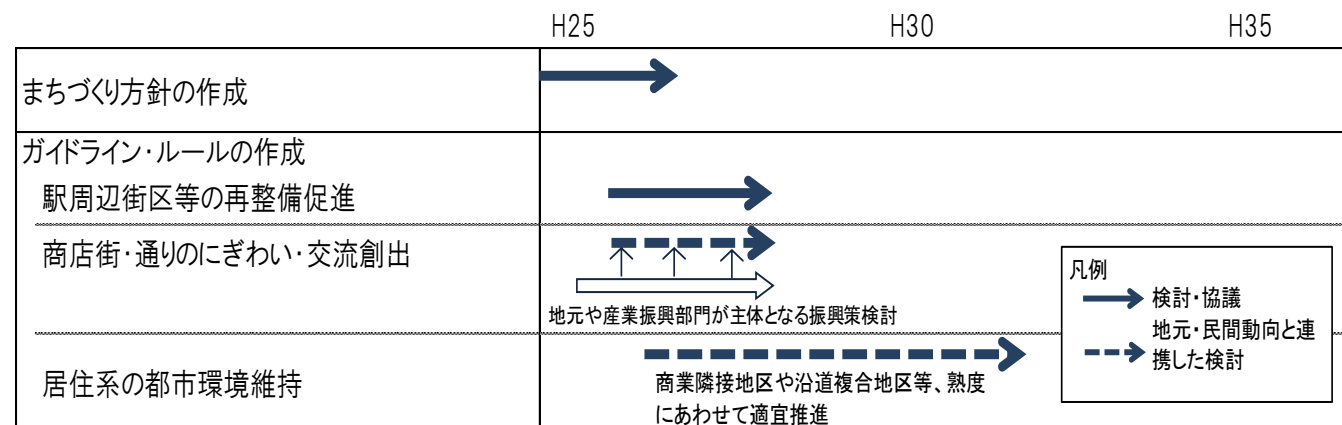 H25 H30 H35
まちづくり方針の作成
ガイドライン・ルールの作成
駅周辺街区等の再整備促進
商店街・通りのにぎわい・交流創出
地元や産業振興部門が主体となる振興策検討
居住系の都市環境維持
商業隣接地区や沿道複合地区等、熟度
にあわせて適宜推進
凡例
検討・協議
地元・民間動向と連
携した検討